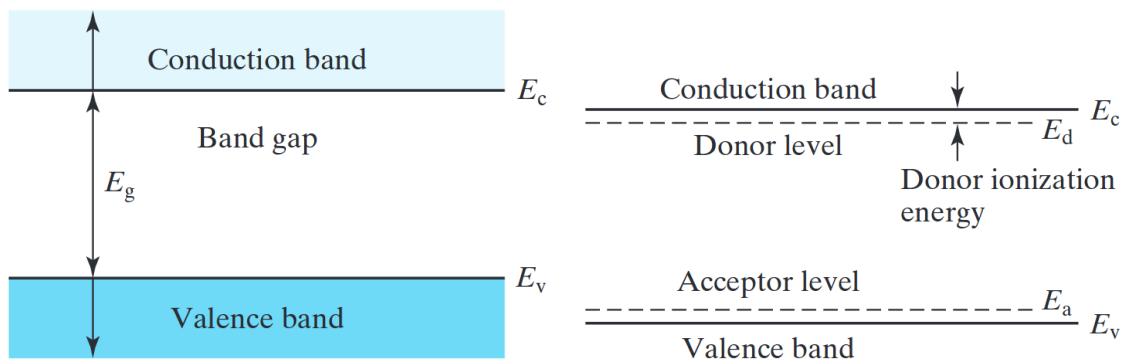 Conduction band
E_c
Band gap
E_g
E_v
Valence band
Conduction band
E_c
E_d
Donor level
Donor ionization
energy
Acceptor level
E_a
E_v
Valence band